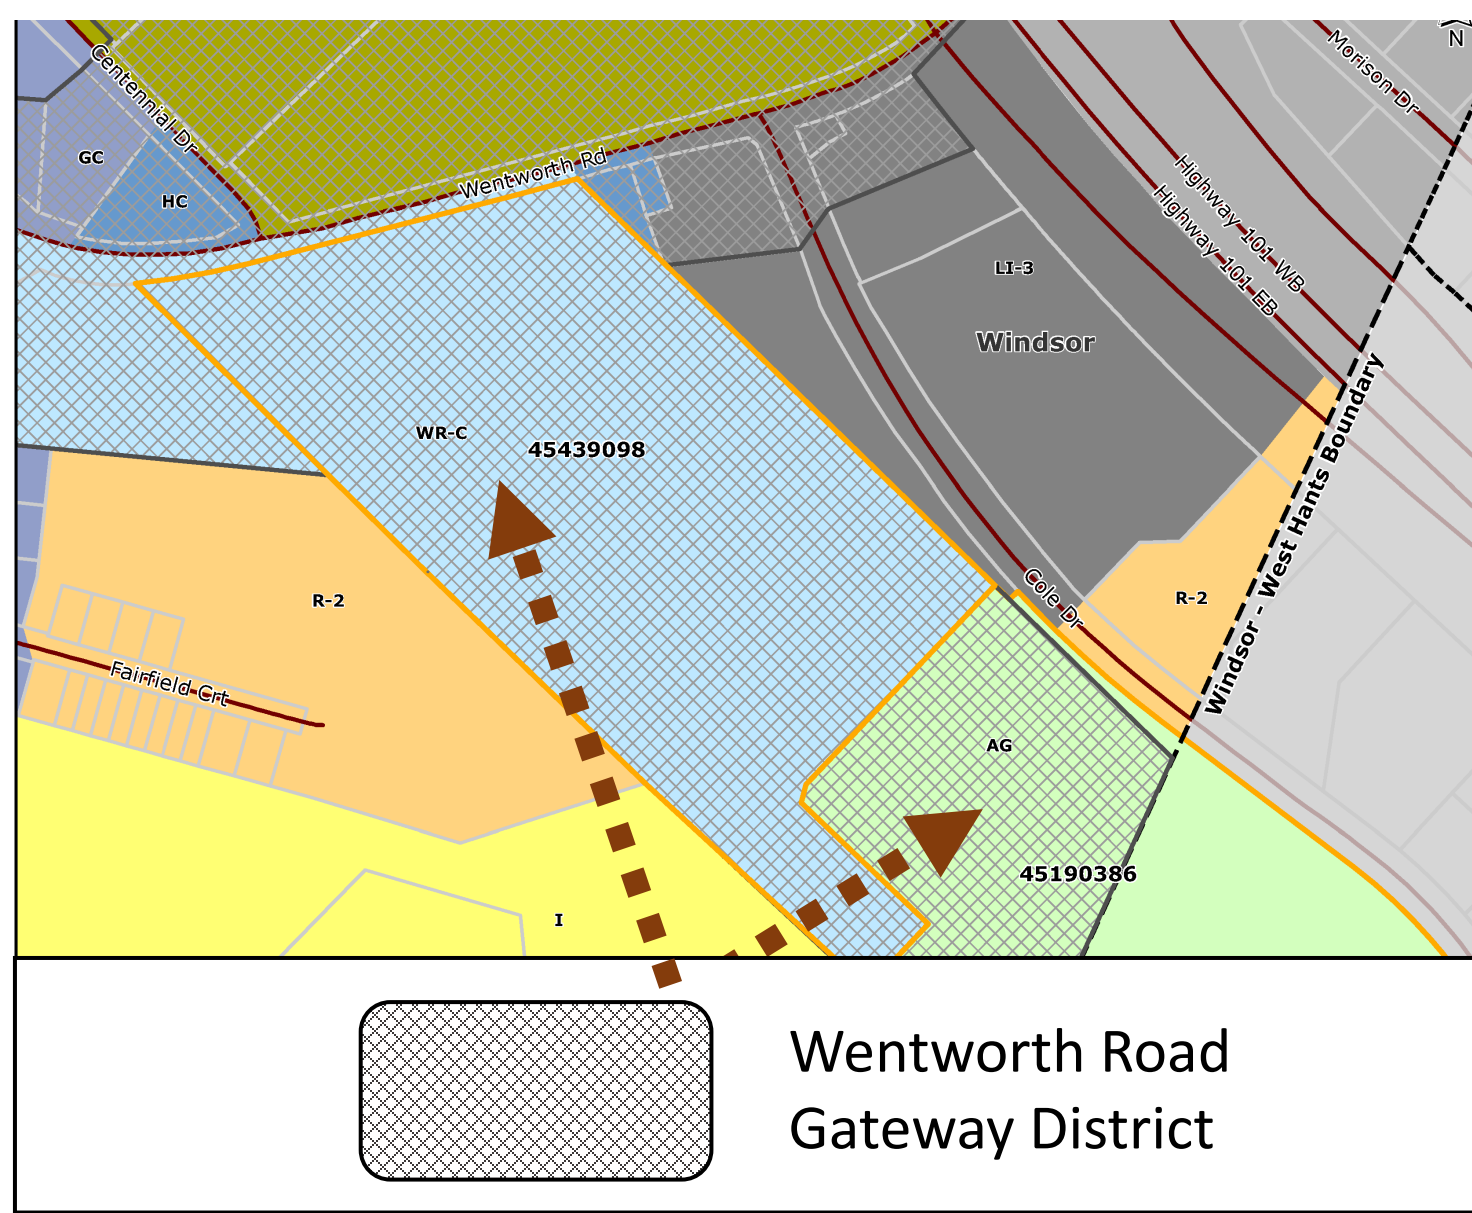 N
Morison Dr
Centennial Dr
GC
Wentworth Rd
HC
Highway 101 WB
Highway 101 EB
LI-3
Windsor
WR-C
45439098
Windsor - West Hants Boundary
R-2
R-2
Cole Dr
Fairfield Crt
AG
45190386
I
Wentworth Road
Gateway District